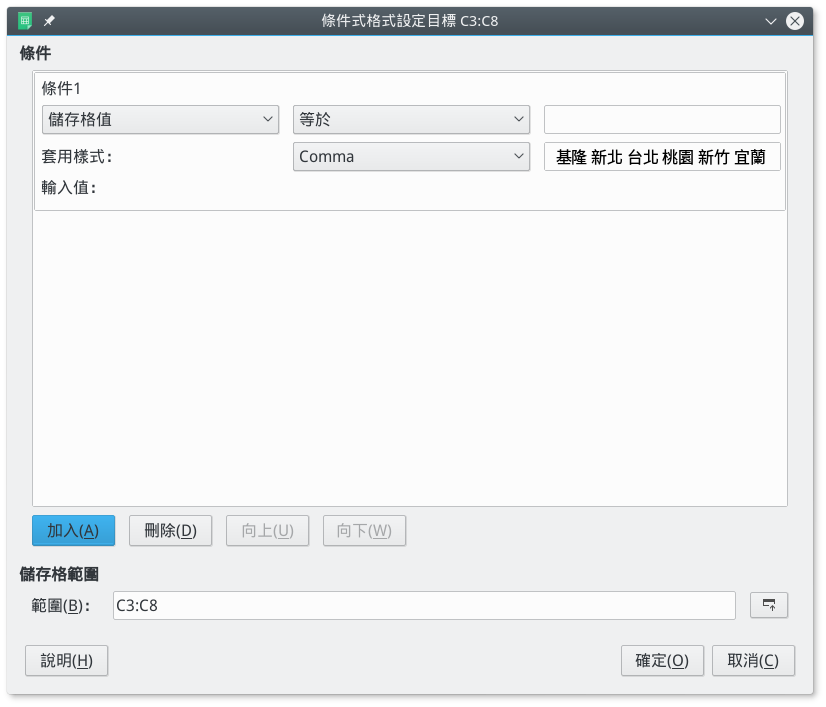 條件式格式設定目標 C3:C8
條件
條件1
儲存格值 等於
套用樣式: Comma 基隆 新北 台北 桃園 新竹 宜蘭
輸入值:
加入(A) 刪除(D) 向上(U) 向下(W)
儲存格範圍
範圍(B): C3:C8
說明(H) 確定(O) 取消(C)